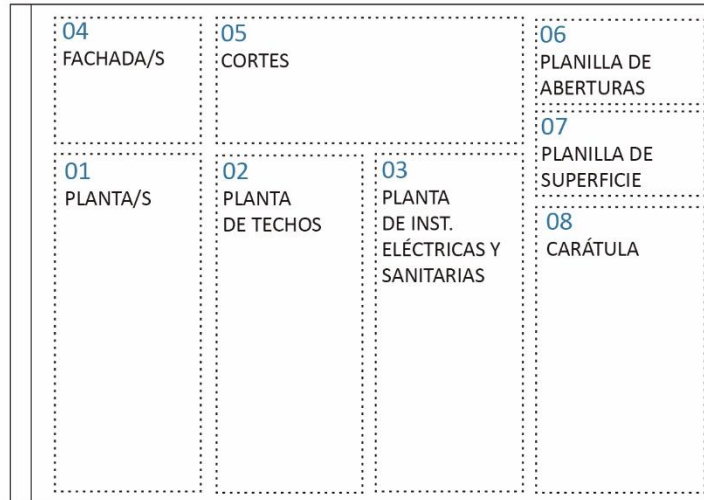 04
FACHADA/S
05
CORTES
06
PLANILLA DE
ABERTURAS
07
PLANILLA DE
SUPERFICIE
01
PLANTA/S
02
PLANTA
DE TECHOS
03
PLANTA
DE INST.
ELÉCTRICAS Y
SANITARIAS
08
CARÁTULA